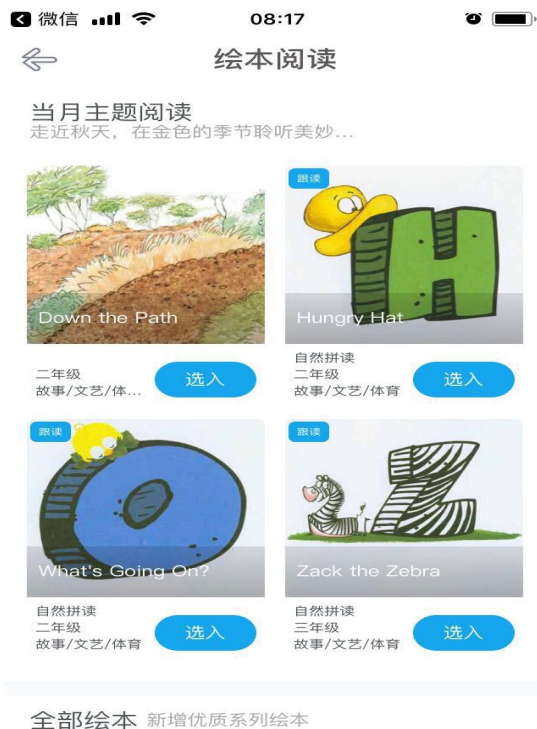 微信
08:17
绘本阅读
当月主题阅读
走近秋天，在金色的季节聆听美妙...
Down the Path
跟读
Hungry Hat
二年级
故事/文艺/体...
选入
自然拼读
二年级
故事/文艺/体育
选入
跟读
What's Going On?
跟读
Zack the Zebra
自然拼读
二年级
故事/文艺/体育
选入
自然拼读
三年级
故事/文艺/体育
选入
全部绘本 新增优质系列绘本